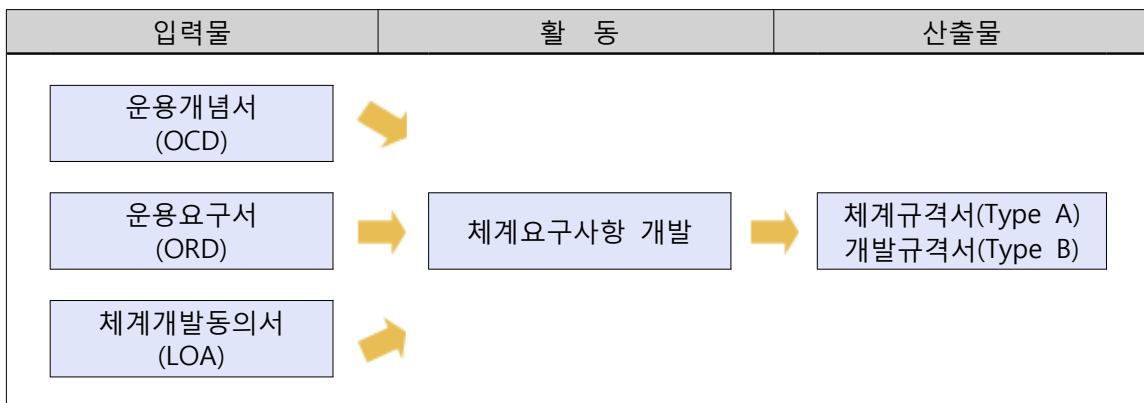 입력물
활 동
산출물
운용개념서
(OCD)
운용요구서
(ORD)
체계요구사항 개발
체계규격서(Type A)
개발규격서(Type B)
체계개발동의서
(LOA)